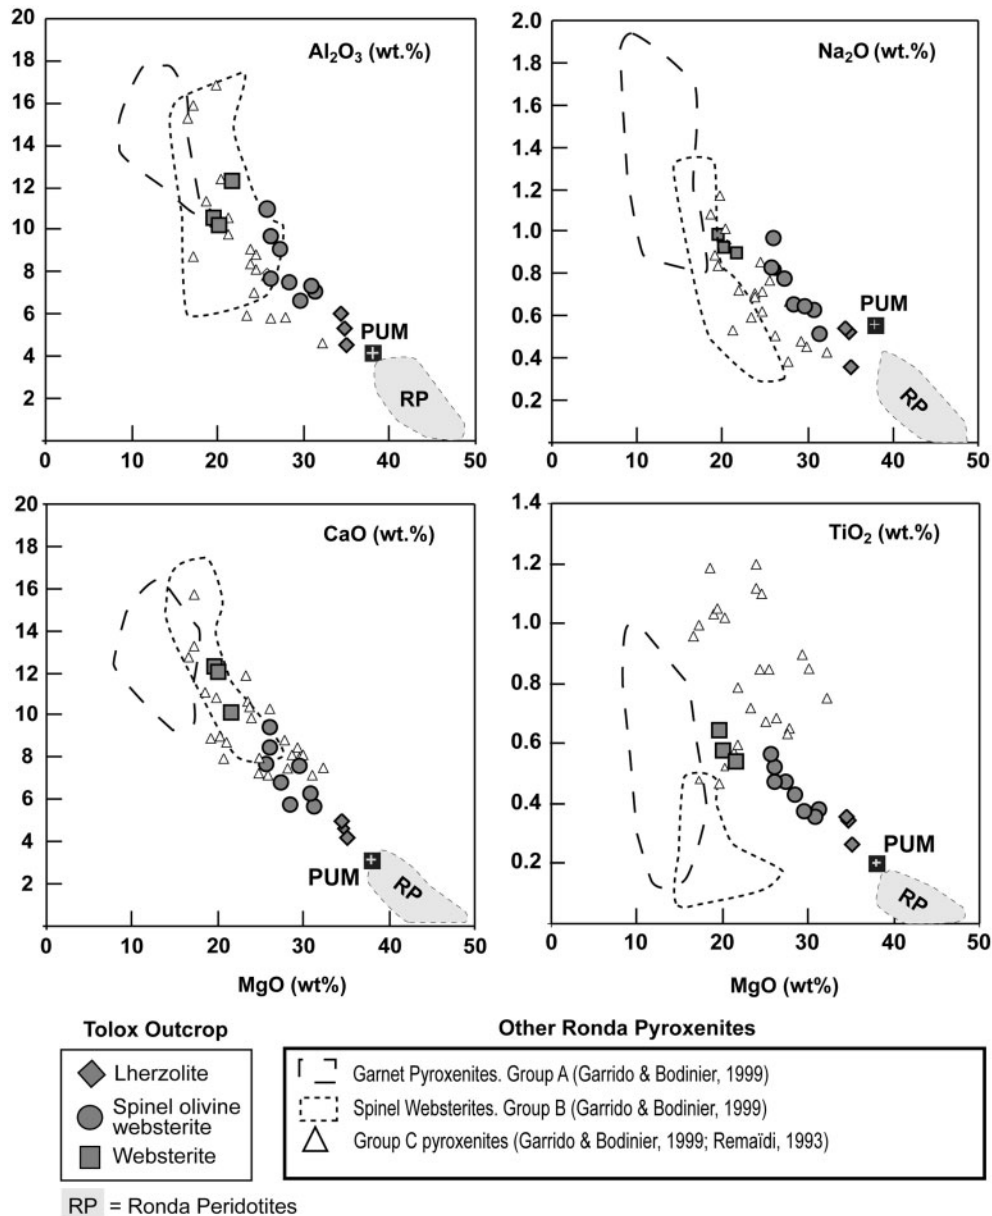 20
18
16
14
12
10
8
6
4
2
0
10
20
30
40
50
Al₂O₃ (wt.%)
PUM
RP
2.0
1.8
1.6
1.4
1.2
1.0
0.8
0.6
0.4
0.2
0
10
20
30
40
50
Na₂O (wt.%)
PUM
RP
20
18
16
14
12
10
8
6
4
2
0
10
20
30
40
50
CaO (wt.%)
PUM
RP
MgO (wt%)
1.4
1.2
1.0
0.8
0.6
0.4
0.2
0
10
20
30
40
50
TiO₂ (wt.%)
PUM
RP
MgO (wt%)
Tolox Outcrop
Lherzolite
Spinel olivine
websterite
Websterite
RP = Ronda Peridotites
Other Ronda Pyroxenites
Garnet Pyroxenites. Group A (Garrido & Bodinier, 1999)
Spinel Websterites. Group B (Garrido & Bodinier, 1999)
Group C pyroxenites (Garrido & Bodinier, 1999; Remaïdi, 1993)